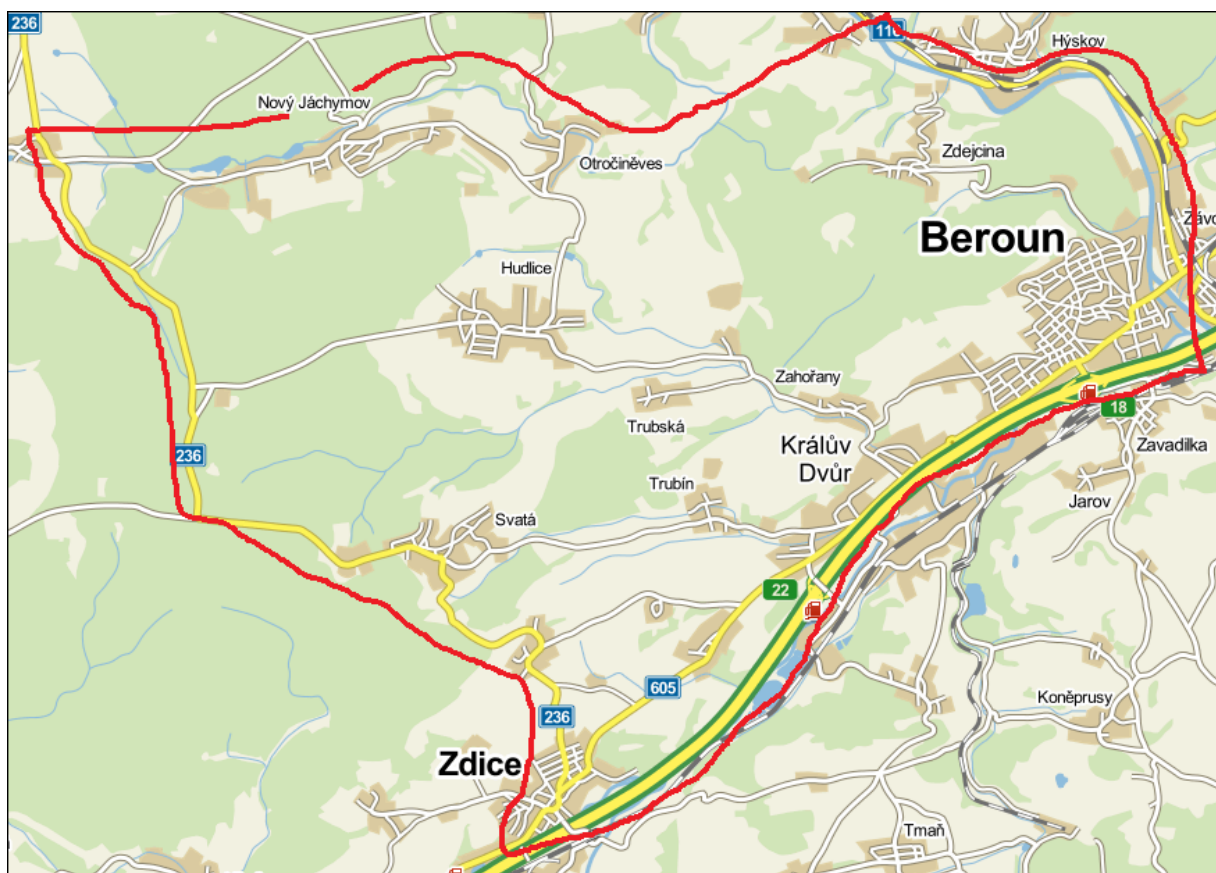 236
110
Hýskov
Nový Jáchymov
Otročiněves
Zdejcina
Závo
Beroun
Hudlice
Zahořany
18
Trubská
Králův
Dvůr
Zavadilka
236
Trubín
Jarov
Svatá
22
605
Koněprusy
236
Zdice
Tmaň